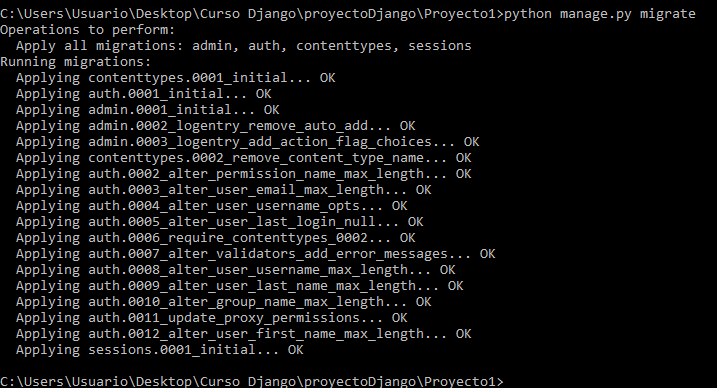 C:\Users\Usuario\Desktop\Curso Django\proyectoDjango\Proyecto1>python manage.py migrate
Operations to perform:
  Apply all migrations: admin, auth, contenttypes, sessions
Running migrations:
  Applying contenttypes.0001_initial... OK
  Applying auth.0001_initial... OK
  Applying admin.0001_initial... OK
  Applying admin.0002_logentry_remove_auto_add... OK
  Applying admin.0003_logentry_add_action_flag_choices... OK
  Applying contenttypes.0002_remove_content_type_name... OK
  Applying auth.0002_alter_permission_name_max_length... OK
  Applying auth.0003_alter_user_email_max_length... OK
  Applying auth.0004_alter_user_username_opts... OK
  Applying auth.0005_alter_user_last_login_null... OK
  Applying auth.0006_require_contenttypes_0002... OK
  Applying auth.0007_alter_validators_add_error_messages... OK
  Applying auth.0008_alter_user_username_max_length... OK
  Applying auth.0009_alter_user_last_name_max_length... OK
  Applying auth.0010_alter_group_name_max_length... OK
  Applying auth.0011_update_proxy_permissions... OK
  Applying auth.0012_alter_user_first_name_max_length... OK
  Applying sessions.0001_initial... OK
C:\Users\Usuario\Desktop\Curso Django\proyectoDjango\Proyecto1>